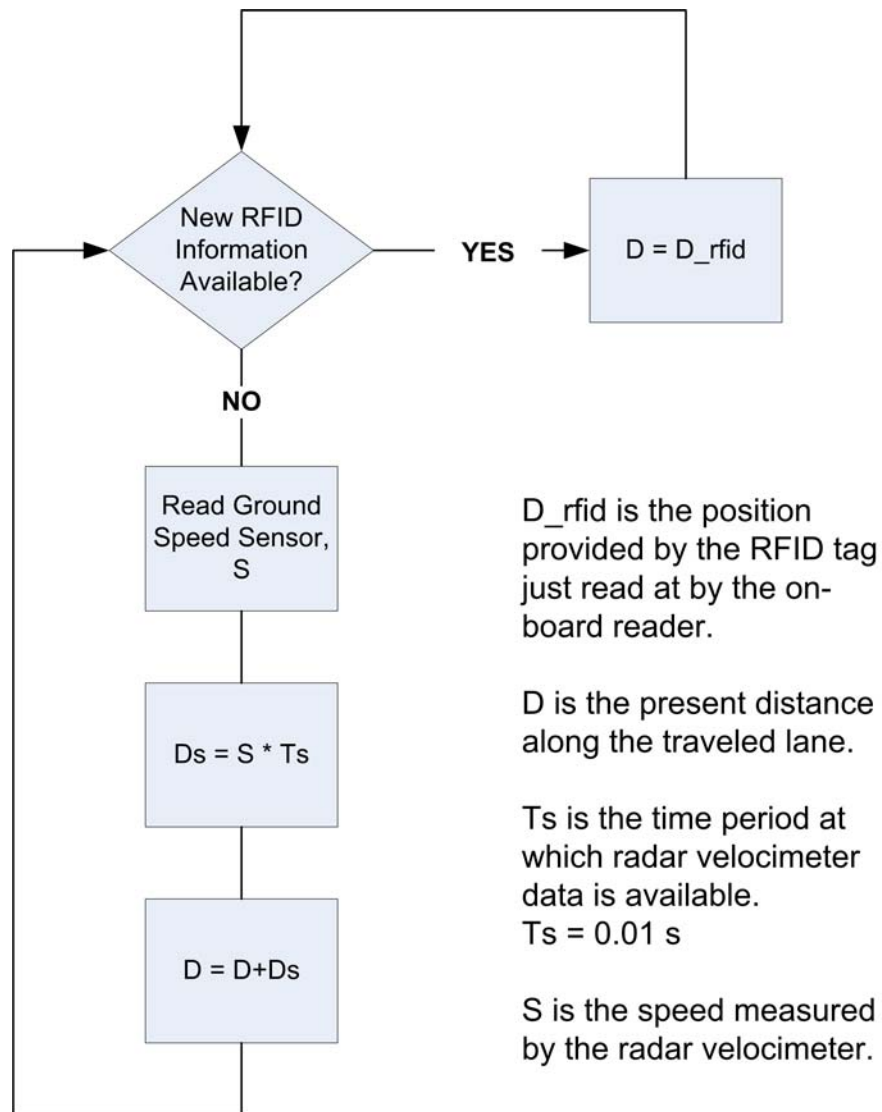 New RFID
Information
Available?
YES
D = D_rfid
NO
Read Ground
Speed Sensor,
S
Ds = S * Ts
D = D+Ds
D_rfid is the position
provided by the RFID tag
just read at by the on-
board reader.
D is the present distance
along the traveled lane.
Ts is the time period at
which radar velocimeter
data is available.
Ts = 0.01 s
S is the speed measured
by the radar velocimeter.